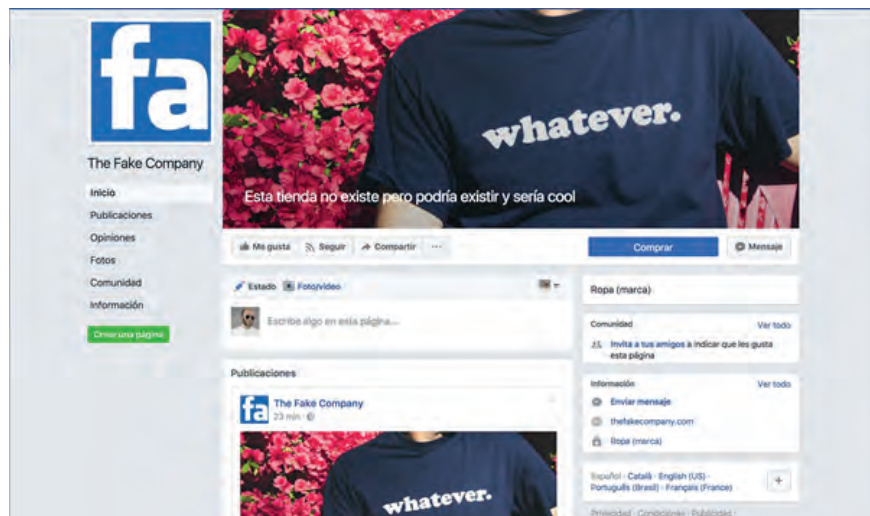 fa
The Fake Company
Inicio
Publicaciones
Opiniones
Fotos
Comunidad
Información
Crear una página
whatever.
Esta tienda no existe pero podría existir y sería cool
Me gusta
Seguir
Compartir
...
Comprar
Mensaje
Estado
Foto/video
Escribe algo en esta página...
Publicaciones
fa
The Fake Company
23 min ·
whatever.
Ropa (marca)
Comunidad
Ver todo
Invita a tus amigos a indicar que les gusta
esta página
Información
Ver todo
Enviar mensaje
thefakecompany.com
Ropa (marca)
Español · Català · English (US) ·
Português (Brasil) · Français (France)
+
Privacidad · Condiciones · Publicidad ·